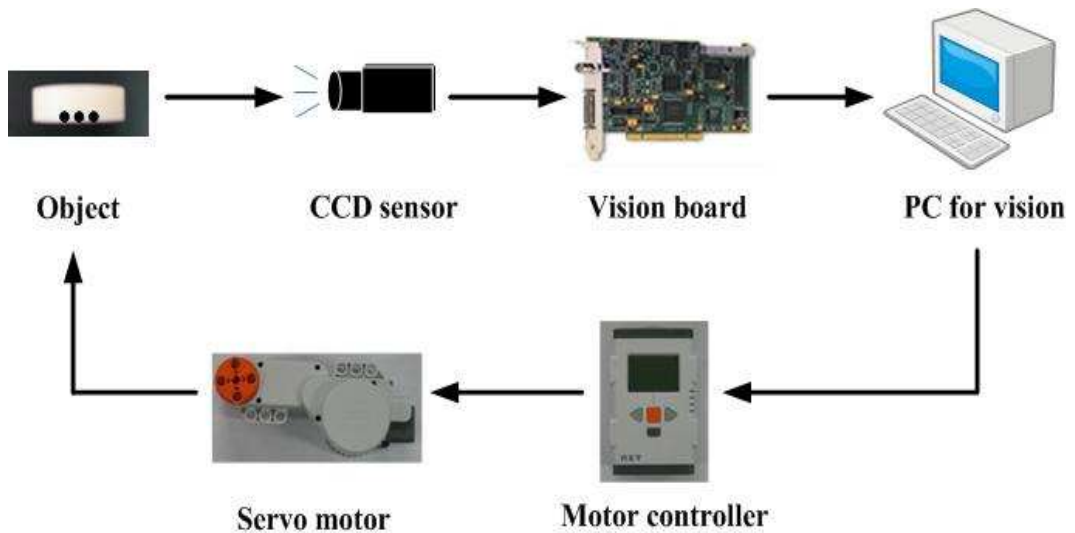 Object
CCD sensor
Vision board
PC for vision
Servo motor
Motor controller